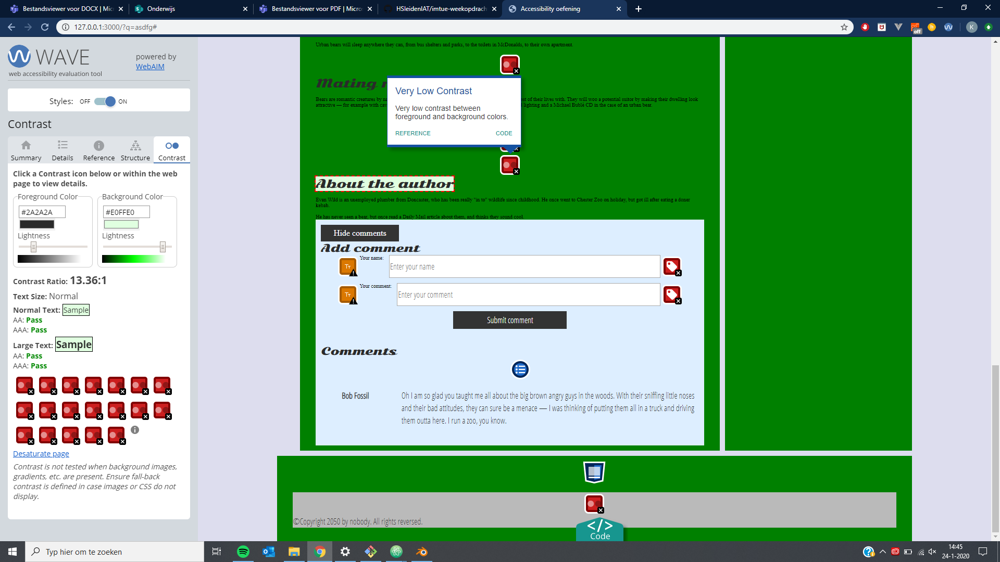 Bestandsviewer voor DOCX | Mic
Onderwijs
Bestandsviewer voor PDF | Micro
HSleidenIAT/imtue-weekopdrach
Accessibility oefening
127.0.0.1:3000/?q=asdfg#
off
K
WAVE
powered by
WebAIM
web accessibility evaluation tool
Styles: OFF ON
Contrast
Summary Details Reference Structure Contrast
Click a Contrast icon below or within the web
page to view details.
Foreground Color
Background Color
#2A2A2A
#E0FFE0
Lightness
Lightness
Contrast Ratio: 13.36:1
Text Size: Normal
Normal Text: Sample
AA: Pass
AAA: Pass
Large Text: Sample
AA: Pass
AAA: Pass
Desaturate page
Contrast is not tested when background images,
gradients, etc. are present. Ensure fall-back
contrast is defined in case images or CSS do not
display.
Urban bears will sleep anywhere they can, from bus shelters and parks, to the toilets in McDonalds, to their own apartment.
Mating
Bears are romantic creatures by na
est of their lives with. They will woo a potential suitor by making their dwelling look
attractive — for example with cav
lighting and a Michael Bublé CD in the case of an urban bear.
Very Low Contrast
Very low contrast between
foreground and background colors.
REFERENCE CODE
About the author
Evan Wild is an unemployed plumber from Doncaster, who has been really "in to" wildlife since childhood. He once went to Chester Zoo on holiday, but got ill after eating a doner
kebab.
He has never seen a bear, but once read a Daily Mail article about them, and thinks they sound cool.
Hide comments
Add comment
Your name:
Enter your name
Your comment:
Enter your comment
Submit comment
Comments
Bob Fossil
Oh I am so glad you taught me all about the big brown angry guys in the woods. With their sniffing little noses
and their bad attitudes, they can sure be a menace — I was thinking of putting them all in a truck and driving
them outta here. I run a zoo, you know.
©Copyright 2050 by nobody. All rights reversed.
</>
Code
Typ hier om te zoeken
14:45
24-1-2020